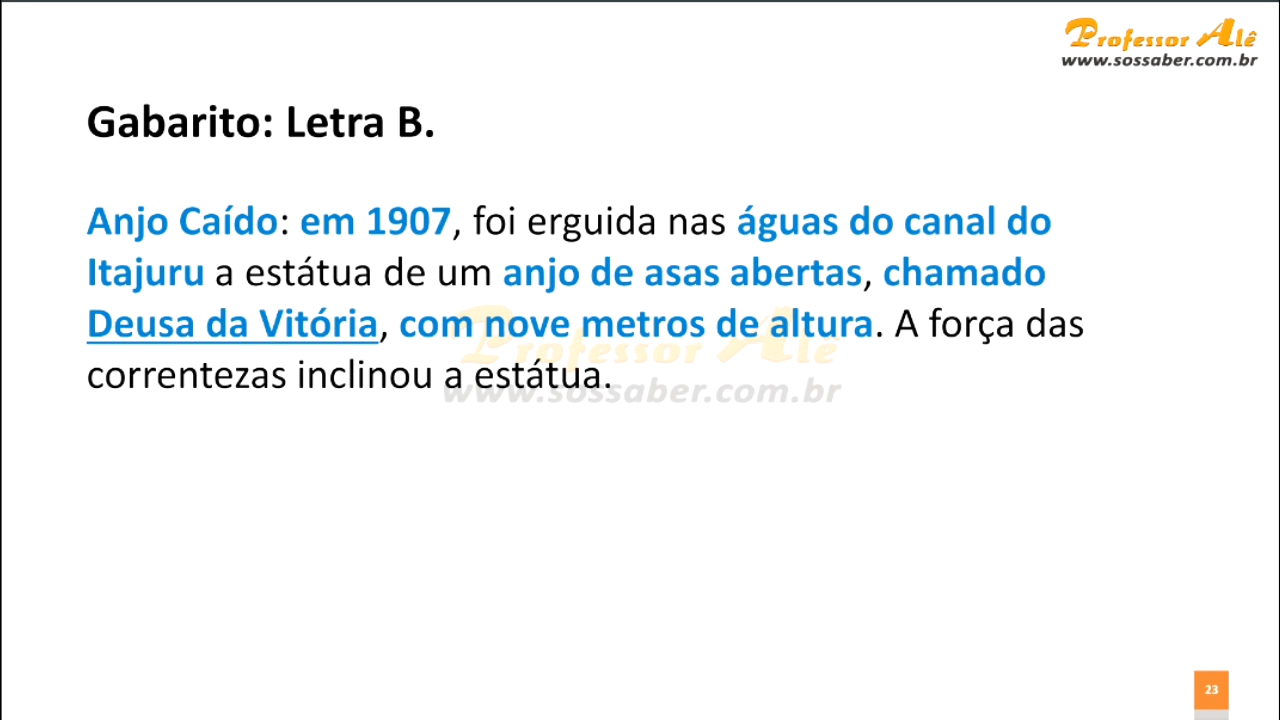 Professor Alê
www.sossaber.com.br
Gabarito: Letra B.
Anjo Caído: em 1907, foi erguida nas águas do canal do
Itajuru a estátua de um anjo de asas abertas, chamado
Deusa da Vitória, com nove metros de altura. A força das
correntezas inclinou a estátua.
Professor Alê
www.sossaber.com.br
23